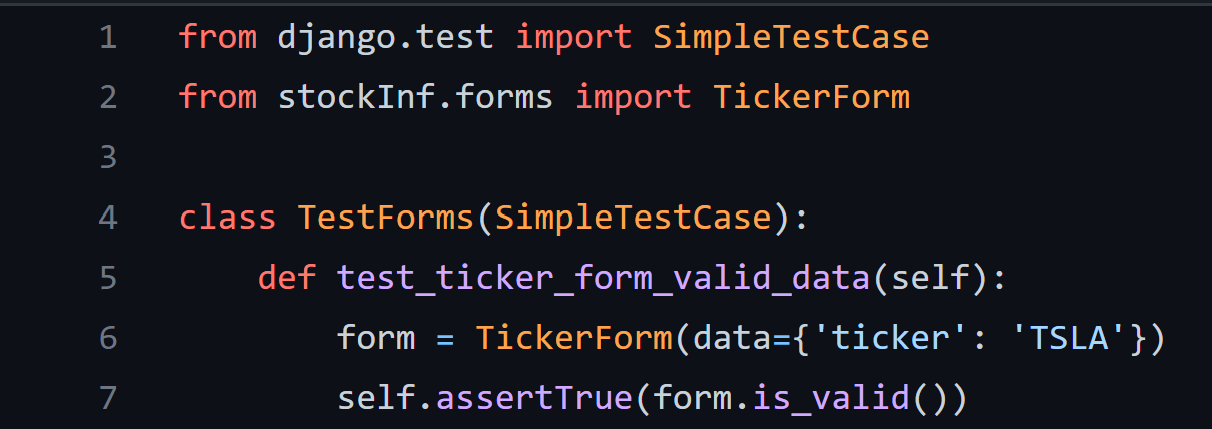 1 from django.test import SimpleTestCase
2 from stockInf.forms import TickerForm
3
4 class TestForms(SimpleTestCase):
5     def test_ticker_form_valid_data(self):
6         form = TickerForm(data={'ticker': 'TSLA'})
7         self.assertTrue(form.is_valid())